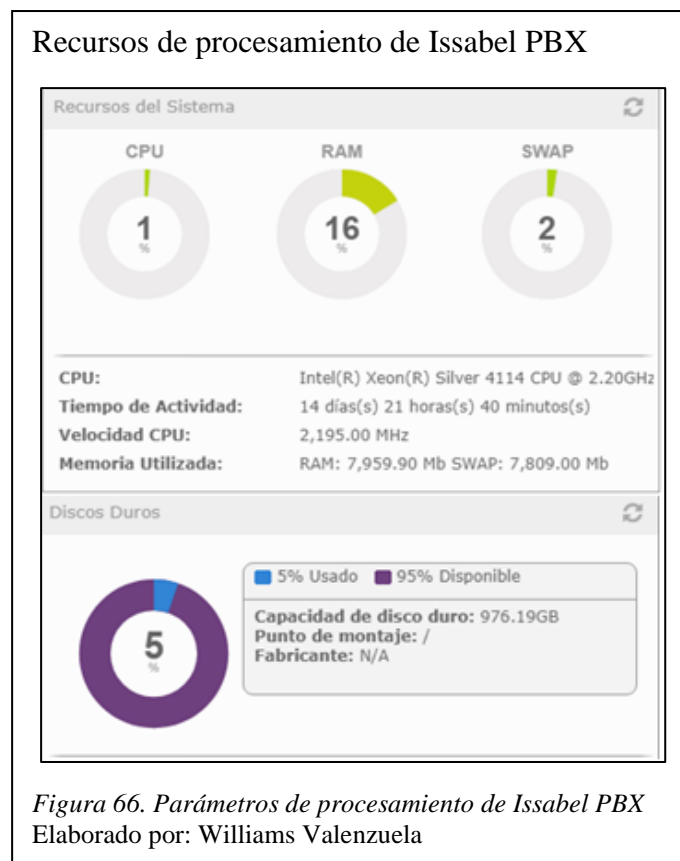 Recursos de procesamiento de Issabel PBX
Recursos del Sistema
CPU RAM SWAP
1 16 2
% % %
CPU: Intel(R) Xeon(R) Silver 4114 CPU @ 2.20GHz
Tiempo de Actividad: 14 días(s) 21 horas(s) 40 minutos(s)
Velocidad CPU: 2,195.00 MHz
Memoria Utilizada: RAM: 7,959.90 Mb SWAP: 7,809.00 Mb
Discos Duros
5% Usado 95% Disponible
Capacidad de disco duro: 976.19GB
Punto de montaje: /
Fabricante: N/A
5
%
Figura 66. Parámetros de procesamiento de Issabel PBX
Elaborado por: Williams Valenzuela